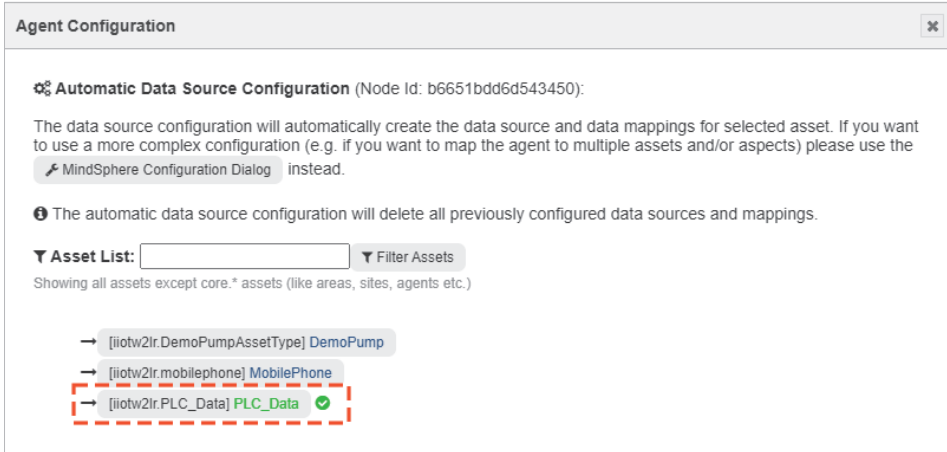 Agent Configuration
Automatic Data Source Configuration (Node Id: b6651bdd6d543450):
The data source configuration will automatically create the data source and data mappings for selected asset. If you want
to use a more complex configuration (e.g. if you want to map the agent to multiple assets and/or aspects) please use the
MindSphere Configuration Dialog instead.
The automatic data source configuration will delete all previously configured data sources and mappings.
Asset List: Filter Assets
Showing all assets except core.* assets (like areas, sites, agents etc.)
→ [iiotw2lr.DemoPumpAssetType] DemoPump
→ [iiotw2lr.mobilephone] MobilePhone
→ [iiotw2lr.PLC_Data] PLC_Data